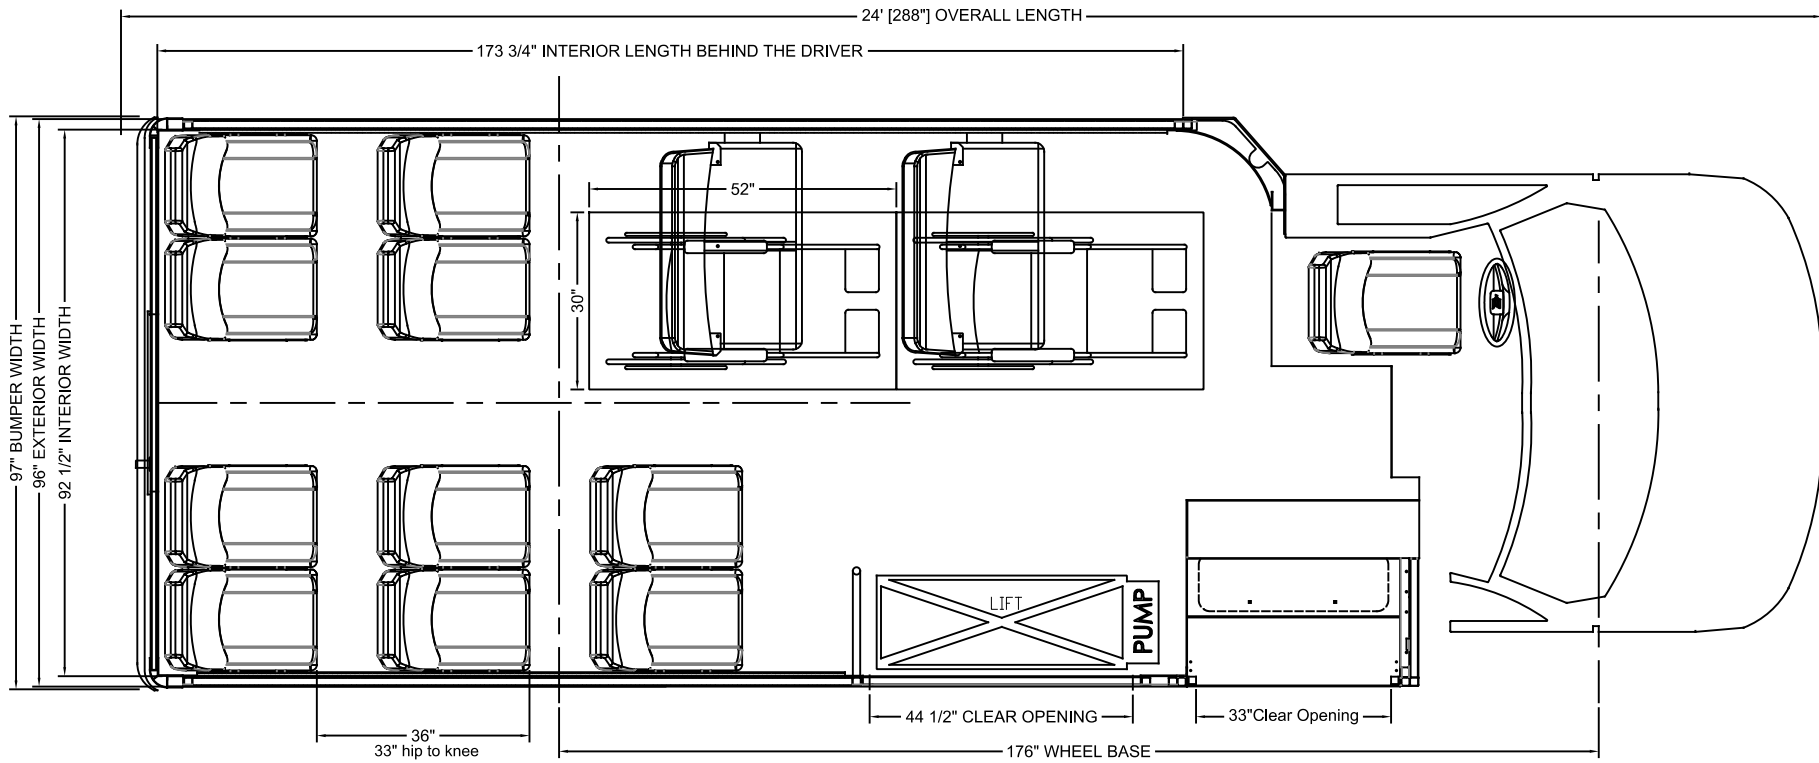 24' [288"] OVERALL LENGTH
173 3/4" INTERIOR LENGTH BEHIND THE DRIVER
97" BUMPER WIDTH
96" EXTERIOR WIDTH
92 1/2" INTERIOR WIDTH
52"
30"
LIFT
PUMP
44 1/2" CLEAR OPENING
33"Clear Opening
36"
33" hip to knee
176" WHEEL BASE